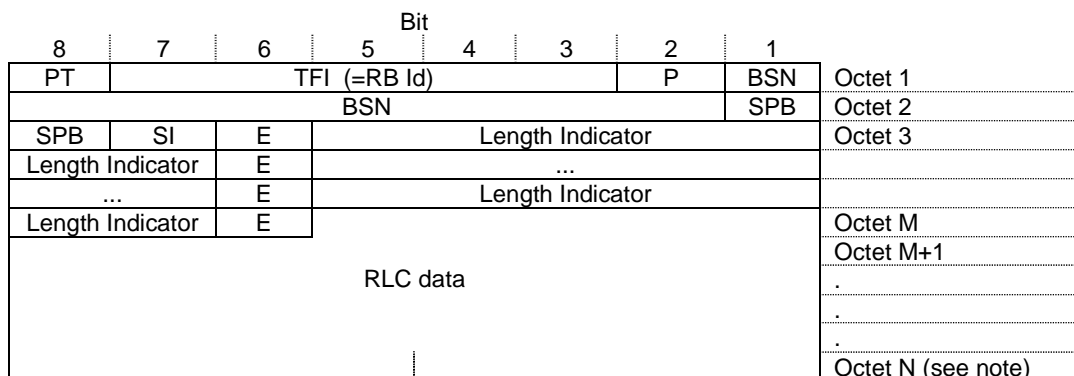 Bit
8 7 6 5 4 3 2 1
PT TFI (=RB Id) P BSN Octet 1
BSN SPB Octet 2
SPB SI E Length Indicator Octet 3
Length Indicator E ...
... E Length Indicator
Length Indicator E Octet M
Octet M+1
RLC data .
.
.
Octet N (see note)